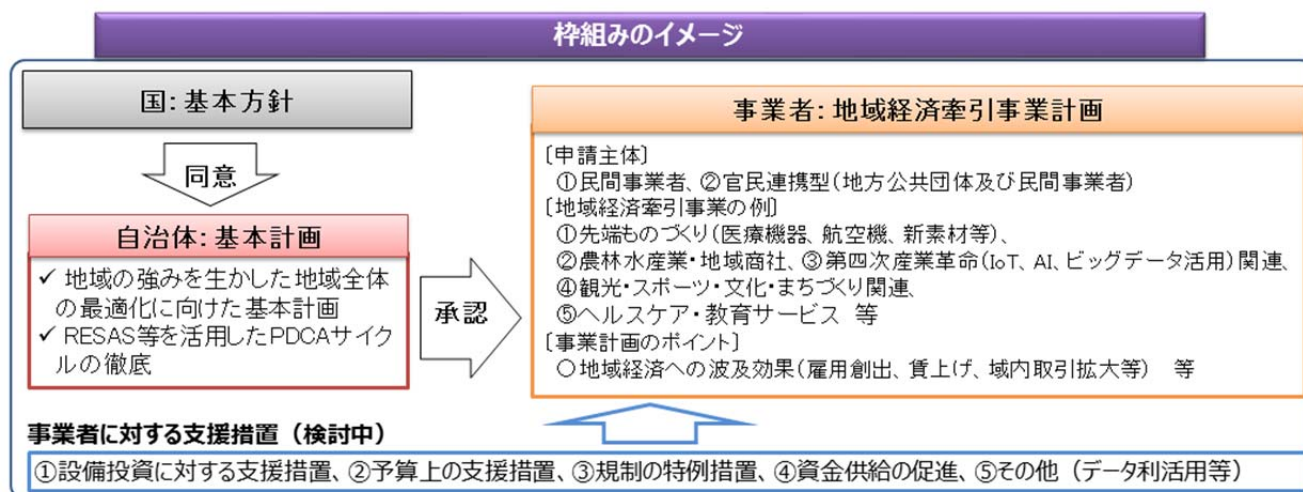 枠組みのイメージ
国:基本方針
同意
自治体:基本計画
✓ 地域の強みを生かした地域全体
の最適化に向けた基本計画
✓ RESAS等を活用したPDCAサイク
ルの徹底
承認
事業者:地域経済牽引事業計画
〔申請主体〕
①民間事業者、②官民連携型(地方公共団体及び民間事業者)
〔地域経済牽引事業の例〕
①先端ものづくり(医療機器、航空機、新素材等)、
②農林水産業・地域商社、③第四次産業革命(IoT、AI、ビッグデータ活用)関連、
④観光・スポーツ・文化・まちづくり関連、
⑤ヘルスケア・教育サービス 等
〔事業計画のポイント〕
○地域経済への波及効果(雇用創出、賃上げ、域内取引拡大等) 等
事業者に対する支援措置(検討中)
①設備投資に対する支援措置、②予算上の支援措置、③規制の特例措置、④資金供給の促進、⑤その他(データ利活用等)